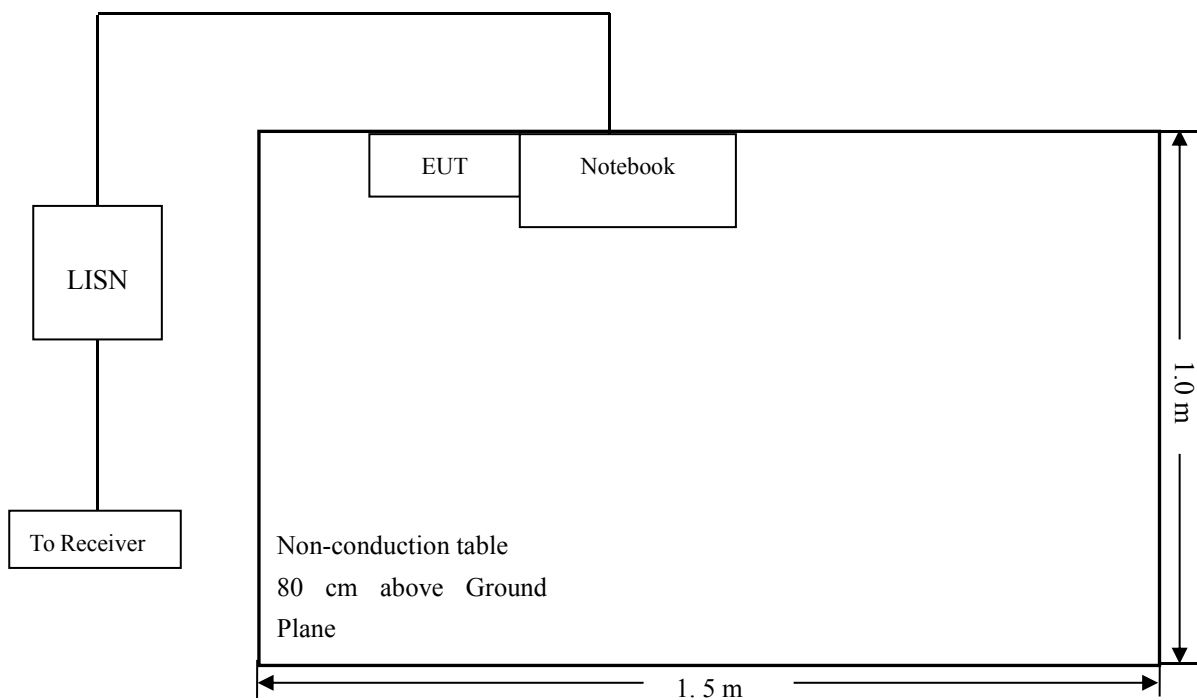 EUT
Notebook
LISN
1.0 m
To Receiver
Non-conduction table
80 cm above Ground
Plane
1. 5 m